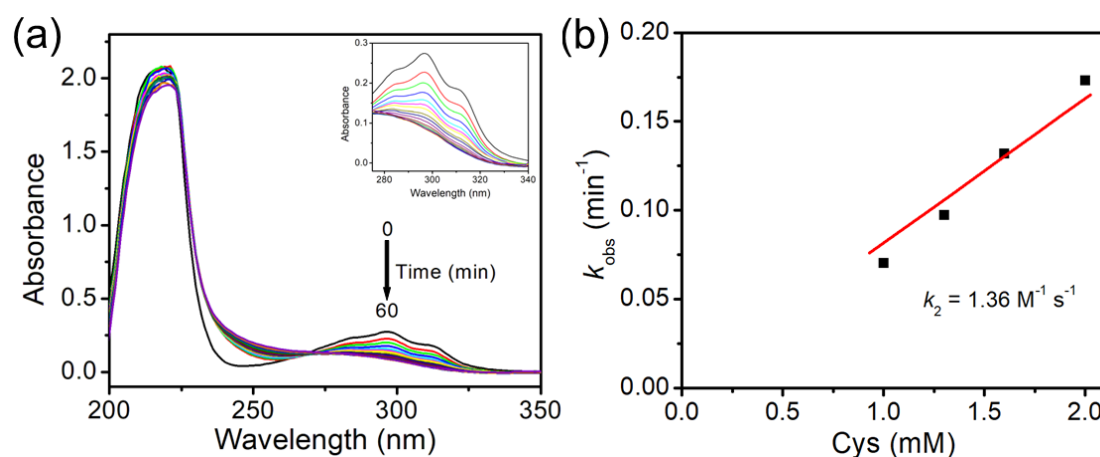 (a)
Absorbance
2.0
1.5
1.0
0.5
0.0
200
250
300
350
Wavelength (nm)
0
Time (min)
60
Absorbance
0.3
0.2
0.1
0.0
280
300
320
340
Wavelength (nm)
(b)
k_obs (min⁻¹)
0.20
0.15
0.10
0.05
0.00
0.0
0.5
1.0
1.5
2.0
Cys (mM)
k₂ = 1.36 M⁻¹ s⁻¹